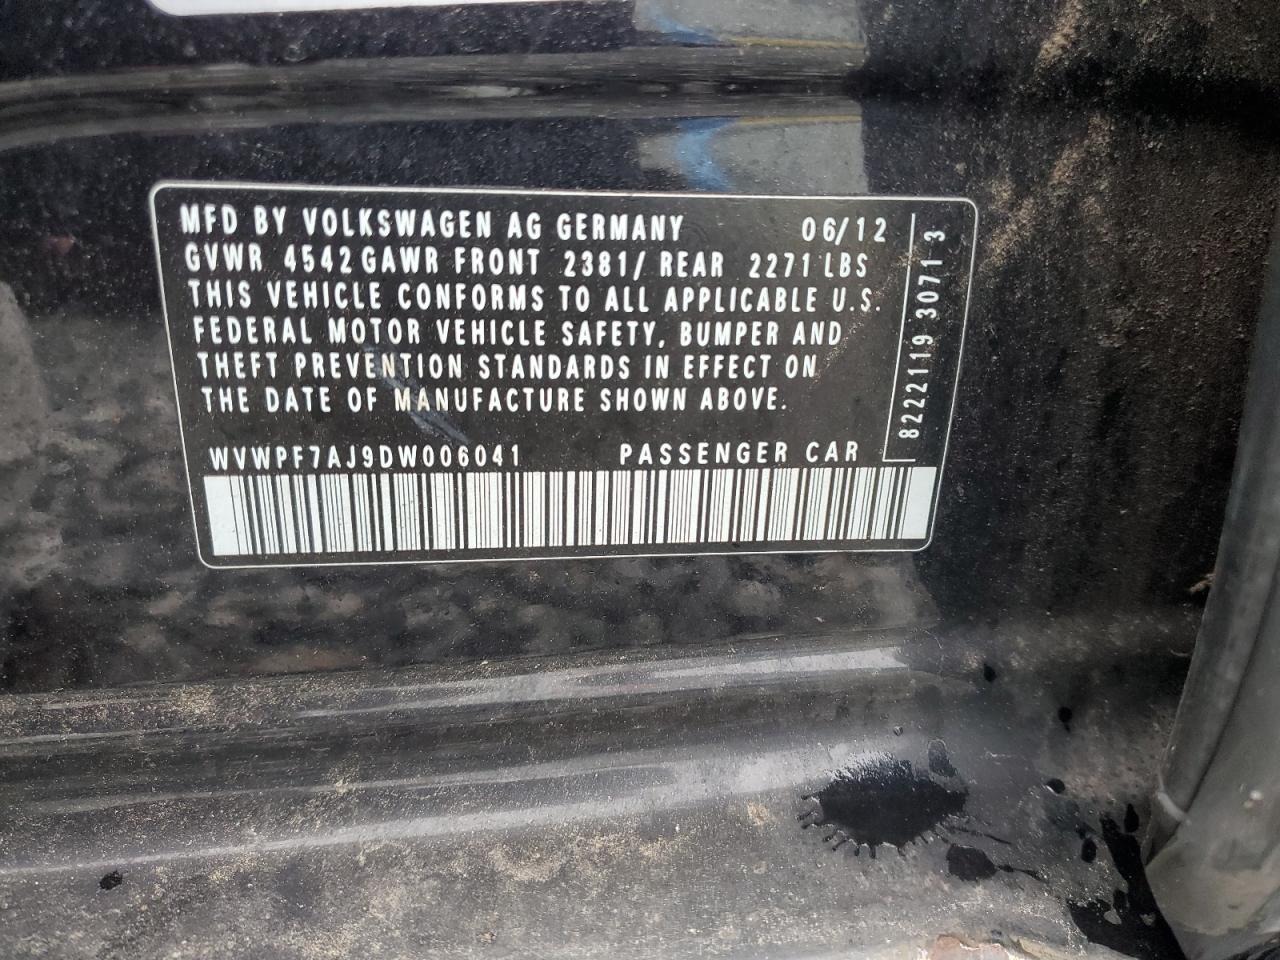 MFD BY VOLKSWAGEN AG GERMANY 06/12
GVWR 4542 GAWR FRONT 2381/ REAR 2271 LBS
THIS VEHICLE CONFORMS TO ALL APPLICABLE U.S.
FEDERAL MOTOR VEHICLE SAFETY, BUMPER AND
THEFT PREVENTION STANDARDS IN EFFECT ON
THE DATE OF MANUFACTURE SHOWN ABOVE.
WVWPF7AJ9DW006041 PASSENGER CAR
8222119 3071 3